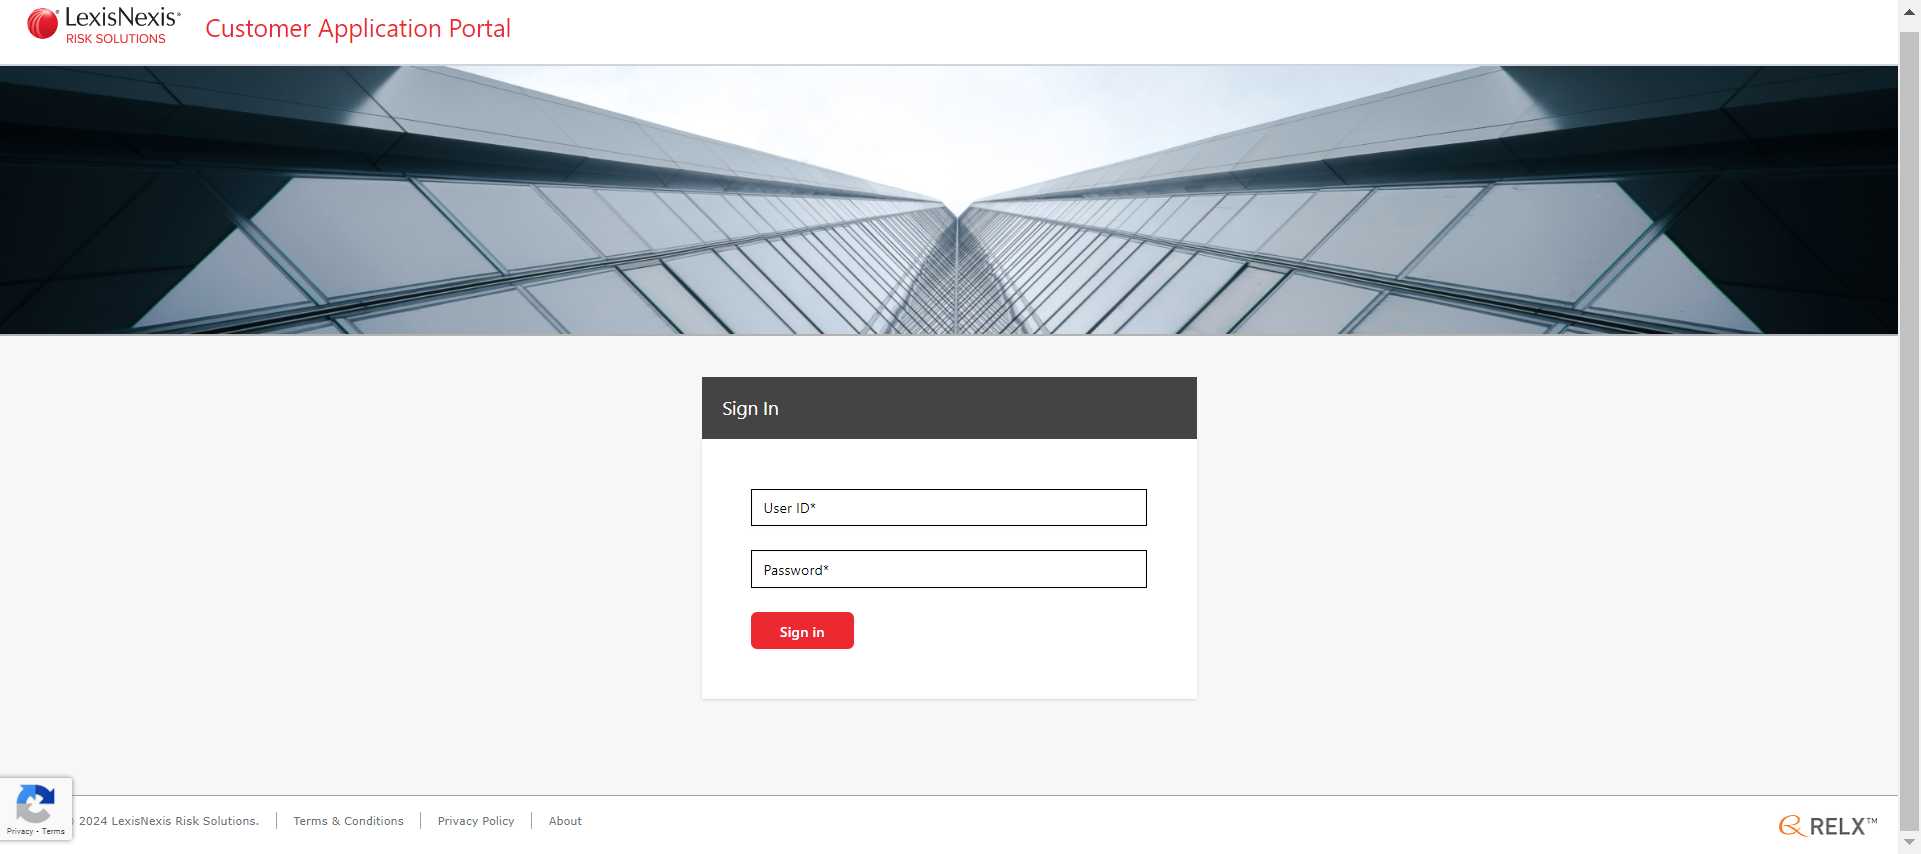 LexisNexis®
RISK SOLUTIONS
Customer Application Portal
Sign In
User ID*
Password*
Sign in
2024 LexisNexis Risk Solutions.
Terms & Conditions
Privacy Policy
About
Privacy - Terms
RELX™